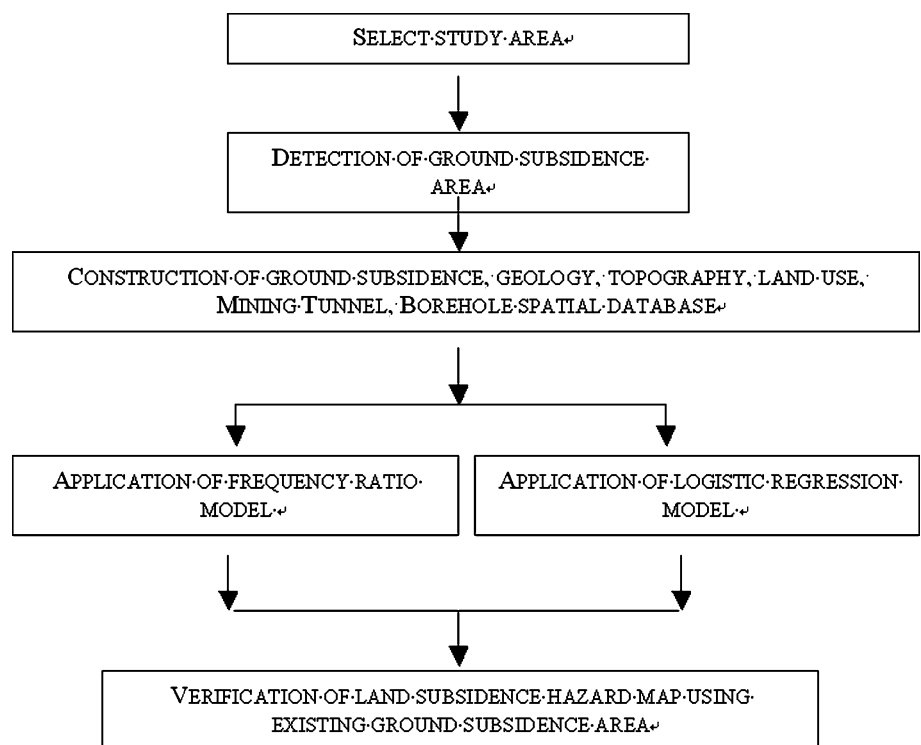 SELECT STUDY AREA
DETECTION OF GROUND SUBSIDENCE
AREA
CONSTRUCTION OF GROUND SUBSIDENCE, GEOLOGY, TOPOGRAPHY, LAND USE,
MINING TUNNEL, BOREHOLE SPATIAL DATABASE
APPLICATION OF FREQUENCY RATIO
MODEL
APPLICATION OF LOGISTIC REGRESSION
MODEL
VERIFICATION OF LAND SUBSIDENCE HAZARD MAP USING
EXISTING GROUND SUBSIDENCE AREA